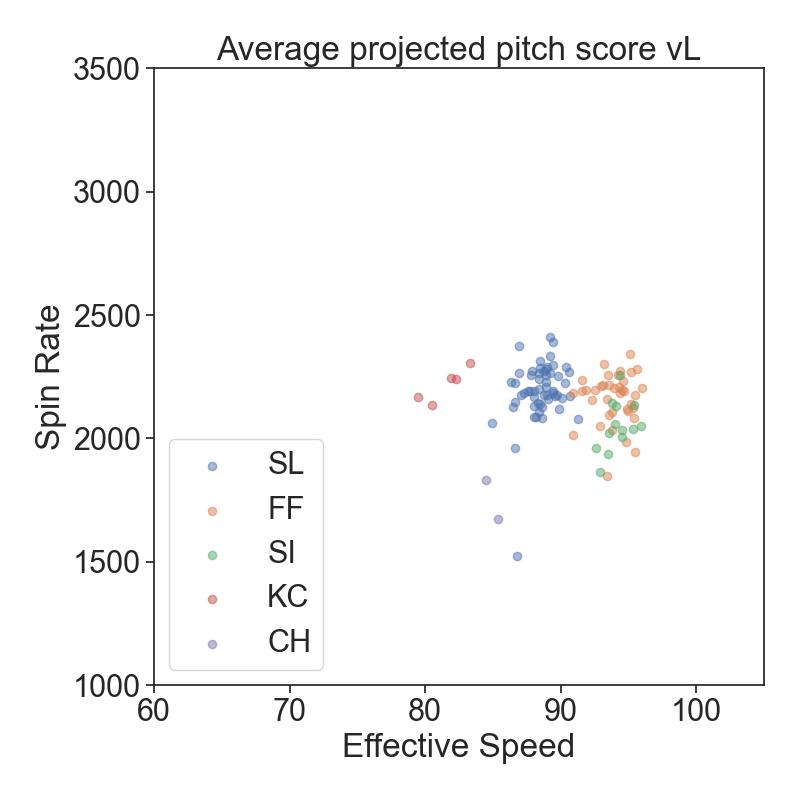 Average projected pitch score vL
3500
3000
2500
2000
1500
1000
Spin Rate
SL
FF
SI
KC
CH
60 70 80 90 100
Effective Speed